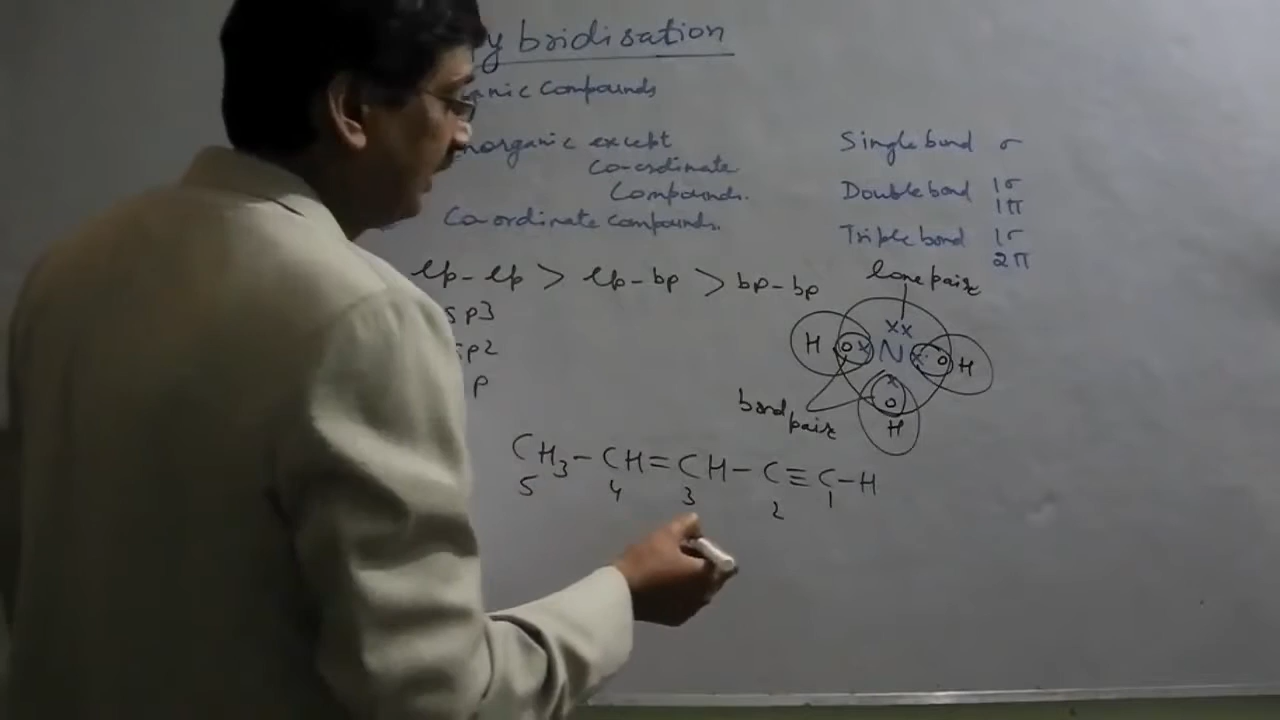 ybridisation
anic compounds
norganic except
Co-ordinate
Compounds.
Co-ordinate compounds.
lp-lp > lp-bp > bp-bp
sp3
sp2
p
Single bond σ
Double bond 1σ
1π
Triple bond 1σ
2π
lone pair
xx
H O x N x O H
x
O
H
bond
pair
CH3-CH=CH-C≡C-H
5 4 3 2 1